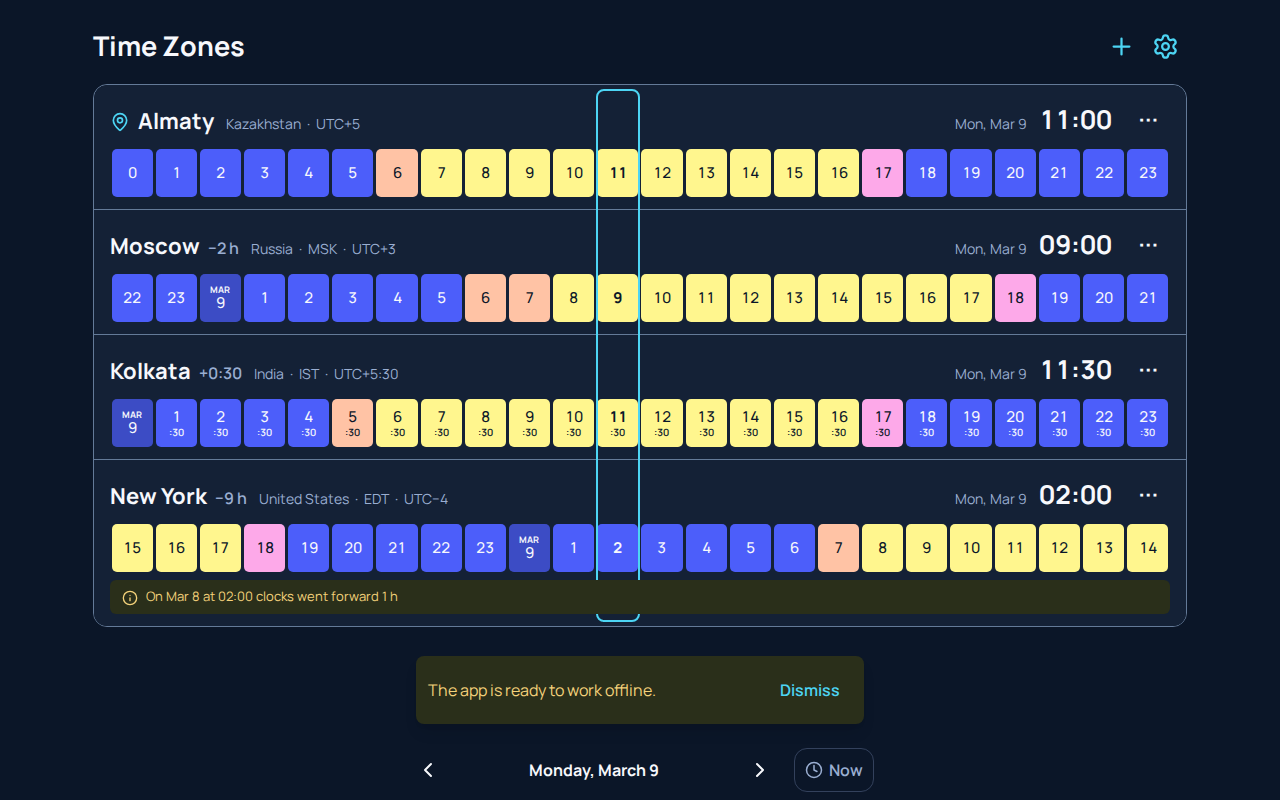 Time Zones
Almaty Kazakhstan · UTC+5 Mon, Mar 9 11:00 ···
0 1 2 3 4 5 6 7 8 9 10 11 12 13 14 15 16 17 18 19 20 21 22 23
Moscow −2 h Russia · MSK · UTC+3 Mon, Mar 9 09:00 ···
22 23 MAR 9 1 2 3 4 5 6 7 8 9 10 11 12 13 14 15 16 17 18 19 20 21
Kolkata +0:30 India · IST · UTC+5:30 Mon, Mar 9 11:30 ···
MAR 9 1:30 2:30 3:30 4:30 5:30 6:30 7:30 8:30 9:30 10:30 11:30 12:30 13:30 14:30 15:30 16:30 17:30 18:30 19:30 20:30 21:30 22:30 23:30
New York −9 h United States · EDT · UTC−4 Mon, Mar 9 02:00 ···
15 16 17 18 19 20 21 22 23 MAR 9 1 2 3 4 5 6 7 8 9 10 11 12 13 14
On Mar 8 at 02:00 clocks went forward 1 h
The app is ready to work offline. Dismiss
Monday, March 9 Now